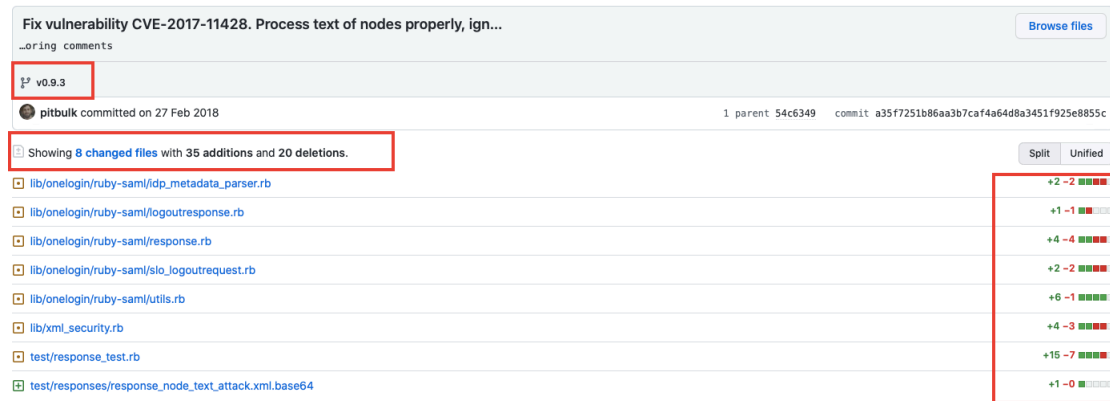 Fix vulnerability CVE-2017-11428. Process text of nodes properly, ign...
Browse files
…oring comments
v0.9.3
pitbulk committed on 27 Feb 2018
1 parent 54c6349 commit a35f7251b86aa3b7caf4a64d8a3451f925e8855c
Showing 8 changed files with 35 additions and 20 deletions.
Split Unified
lib/onelogin/ruby-saml/idp_metadata_parser.rb +2 −2
lib/onelogin/ruby-saml/logoutresponse.rb +1 −1
lib/onelogin/ruby-saml/response.rb +4 −4
lib/onelogin/ruby-saml/slo_logoutrequest.rb +2 −2
lib/onelogin/ruby-saml/utils.rb +6 −1
lib/xml_security.rb +4 −3
test/response_test.rb +15 −7
test/responses/response_node_text_attack.xml.base64 +1 −0